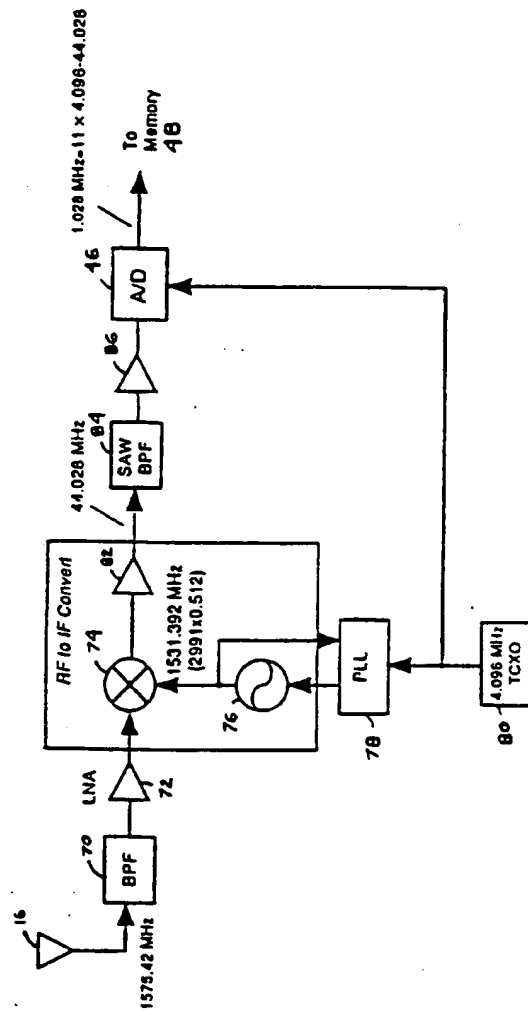 16
1575.42 MHz
70
BPF
LNA
72
RF to IF Convert
74
82
1531.392 MHz
(2991x0.512)
76
PLL
78
4.096 MHz
TCXO
80
44.028 MHz
SAW
BPF
84
86
A/D
46
1.028 MHz=11 x 4.096-44.028
To
Memory
48